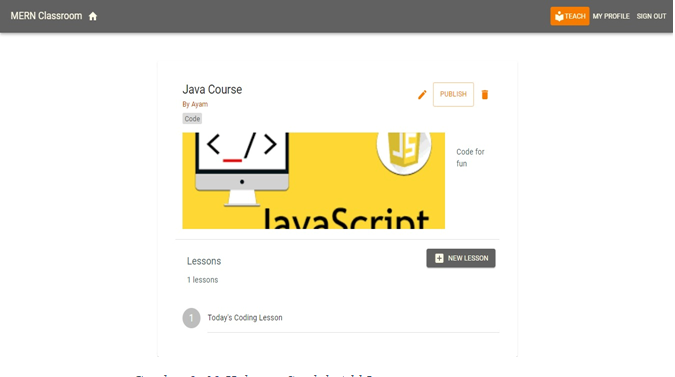 MERN Classroom
TEACH MY PROFILE SIGN OUT
Java Course
PUBLISH
By Ayam
Code
</>
JS
JavaScript
Code for
fun
Lessons
NEW LESSON
1 lessons
1 Today's Coding Lesson